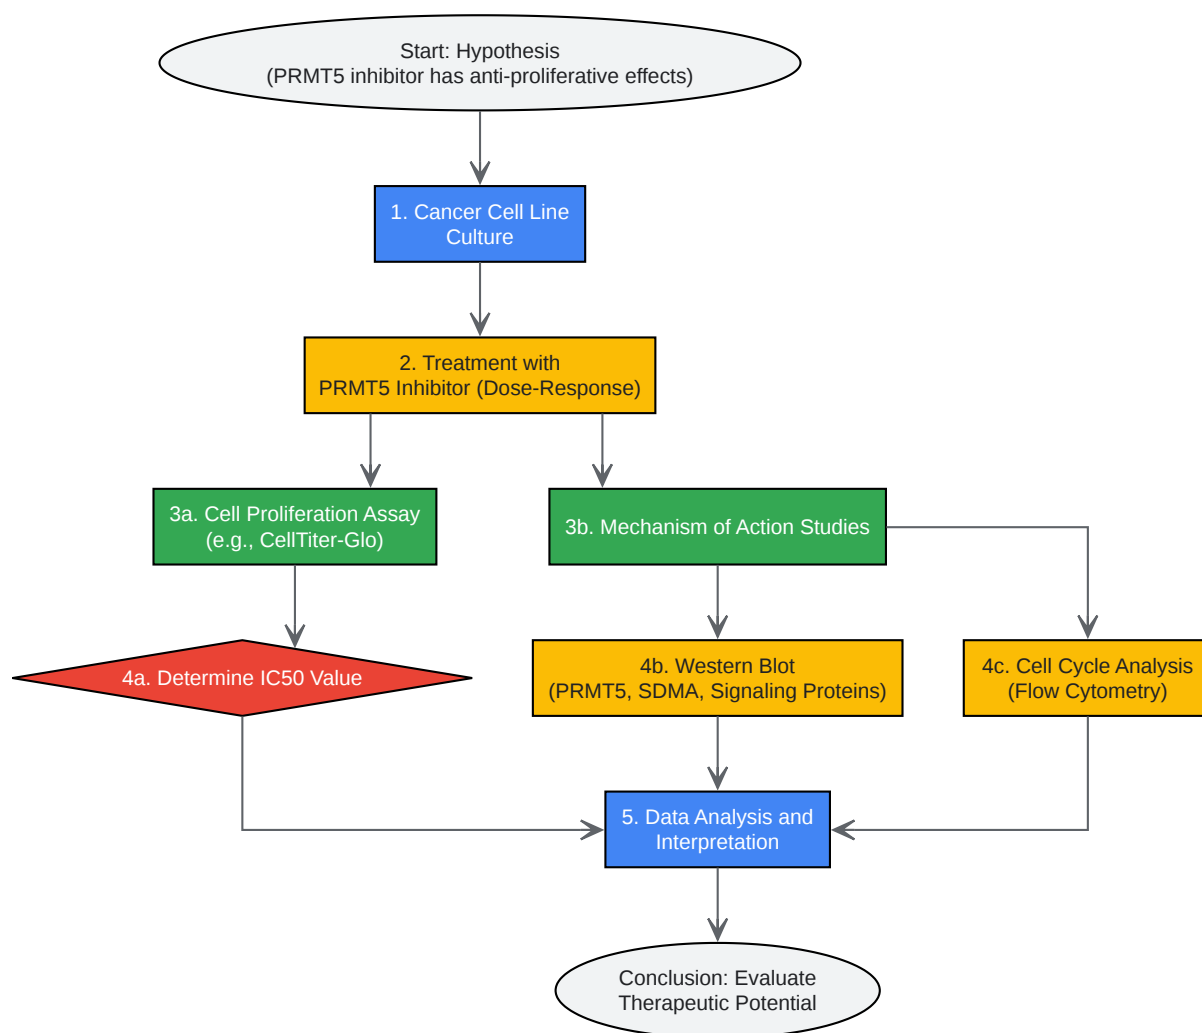 Start: Hypothesis
(PRMT5 inhibitor has anti-proliferative effects)
1. Cancer Cell Line
Culture
2. Treatment with
PRMT5 Inhibitor (Dose-Response)
3a. Cell Proliferation Assay
(e.g., CellTiter-Glo)
3b. Mechanism of Action Studies
4a. Determine IC50 Value
4b. Western Blot
(PRMT5, SDMA, Signaling Proteins)
4c. Cell Cycle Analysis
(Flow Cytometry)
5. Data Analysis and
Interpretation
Conclusion: Evaluate
Therapeutic Potential